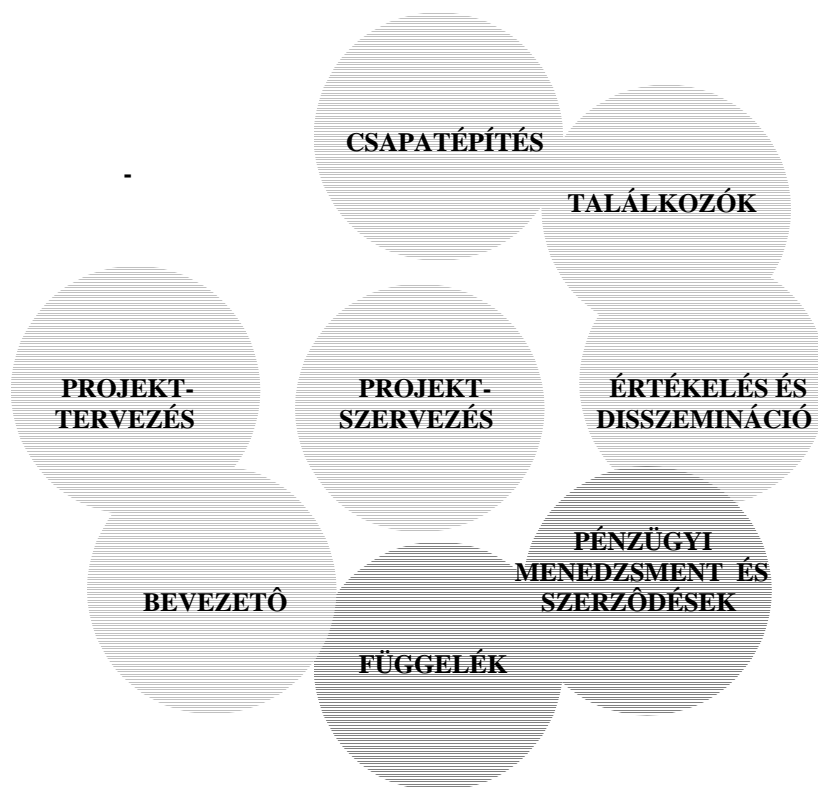 CSAPATÉPÍTÉS
-
TALÁLKOZÓK
PROJEKT-
TERVEZÉS
PROJEKT-
SZERVEZÉS
ÉRTÉKELÉS ÉS
DISSZEMINÁCIÓ
PÉNZÜGYI
MENEDZSMENT ÉS
SZERZÔDÉSEK
BEVEZETÔ
FÜGGELÉK